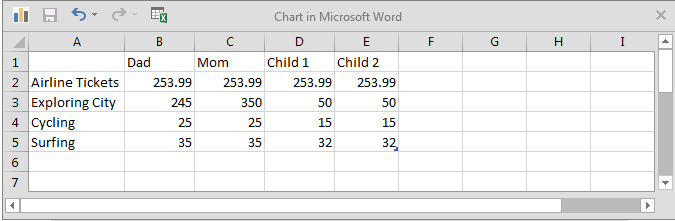 Chart in Microsoft Word
A B C D E F G H I
1 Dad Mom Child 1 Child 2
2 Airline Tickets 253.99 253.99 253.99 253.99
3 Exploring City 245 350 50 50
4 Cycling 25 25 15 15
5 Surfing 35 35 32 32
6
7